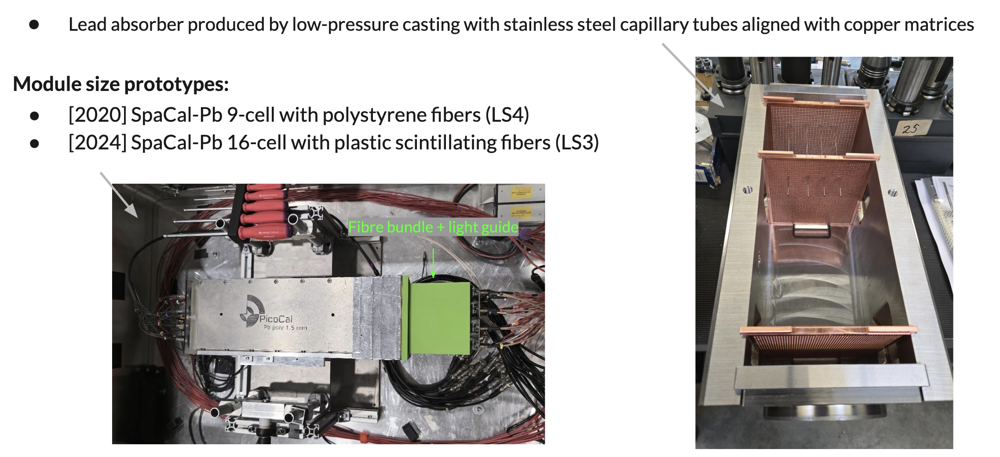 ● Lead absorber produced by low-pressure casting with stainless steel capillary tubes aligned with copper matrices
Module size prototypes:
● [2020] SpaCal-Pb 9-cell with polystyrene fibers (LS4)
● [2024] SpaCal-Pb 16-cell with plastic scintillating fibers (LS3)
Fibre bundle + light guide
PicoCal
Pb poly 1.5 mm
25